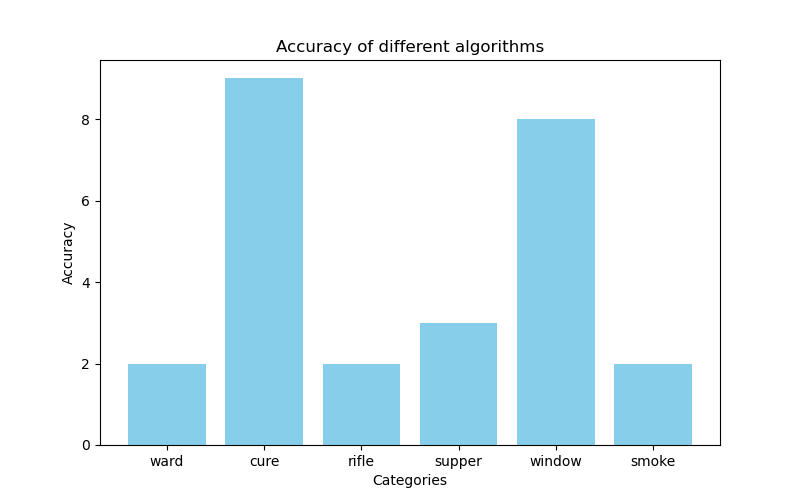 Accuracy of different algorithms
Accuracy
8
6
4
2
0
ward cure rifle supper window smoke
Categories